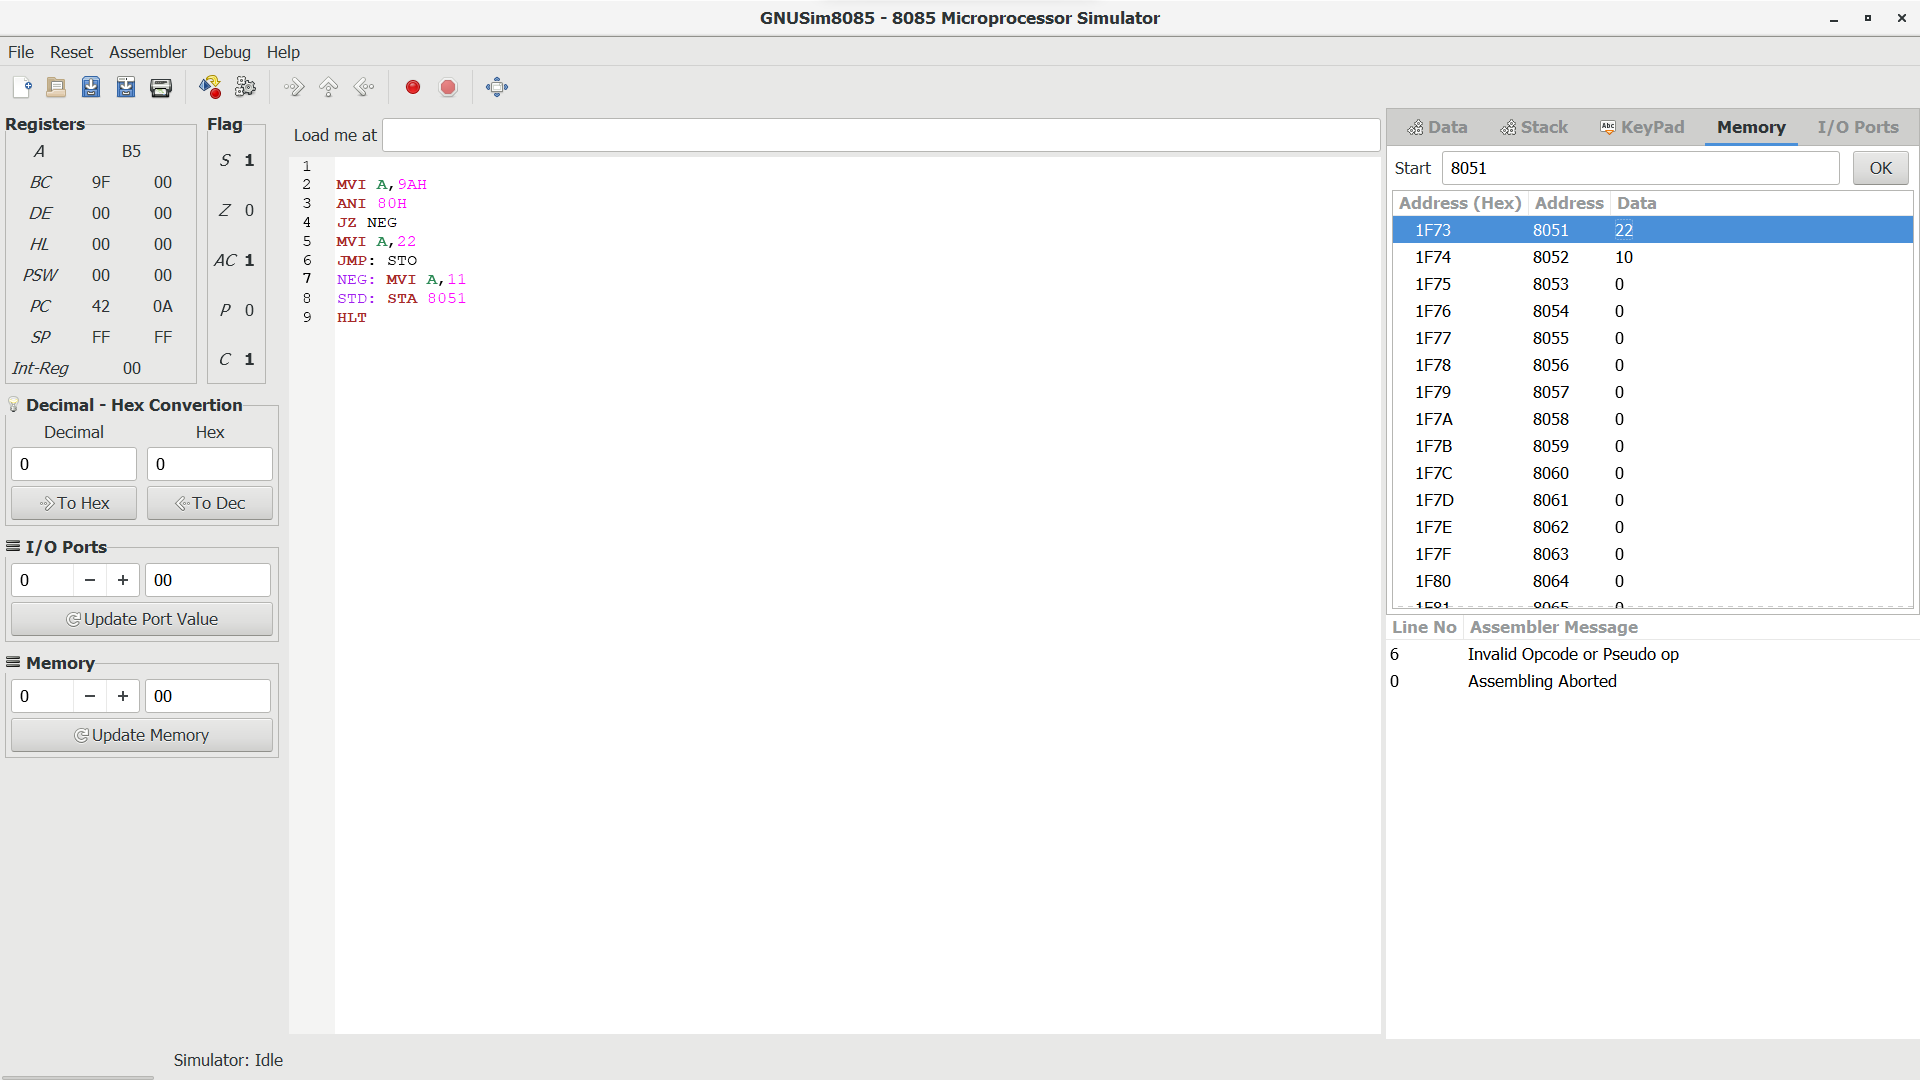 GNUSim8085 - 8085 Microprocessor Simulator
File Reset Assembler Debug Help
Registers
A B5
BC 9F 00
DE 00 00
HL 00 00
PSW 00 00
PC 42 0A
SP FF FF
Int-Reg 00
Flag
S 1
Z 0
AC 1
P 0
C 1
Decimal - Hex Convertion
Decimal Hex
0 0
To Hex To Dec
I/O Ports
0 − + 00
Update Port Value
Memory
0 − + 00
Update Memory
Load me at
1
2 MVI A,9AH
3 ANI 80H
4 JZ NEG
5 MVI A,22
6 JMP: STO
7 NEG: MVI A,11
8 STD: STA 8051
9 HLT
Data Stack Abc KeyPad Memory I/O Ports
Start 8051 OK
Address (Hex) Address Data
1F73 8051 22
1F74 8052 10
1F75 8053 0
1F76 8054 0
1F77 8055 0
1F78 8056 0
1F79 8057 0
1F7A 8058 0
1F7B 8059 0
1F7C 8060 0
1F7D 8061 0
1F7E 8062 0
1F7F 8063 0
1F80 8064 0
1F81 8065 0
Line No Assembler Message
6 Invalid Opcode or Pseudo op
0 Assembling Aborted
Simulator: Idle